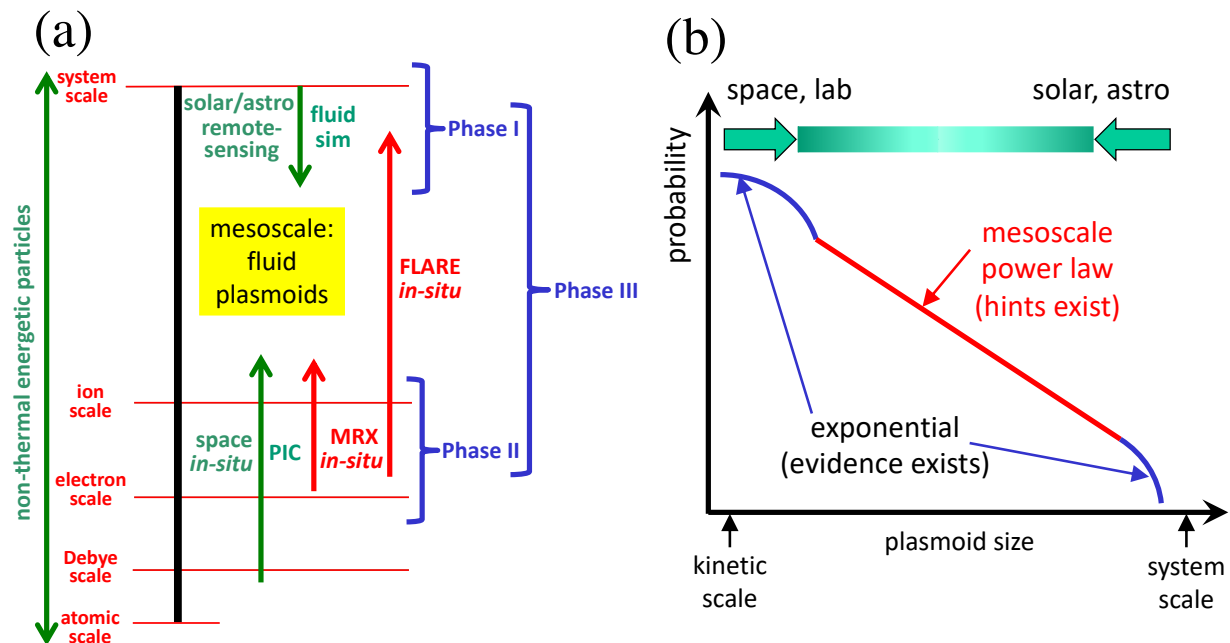 (a)
non-thermal energetic particles
system
scale
solar/astro
remote-
sensing
fluid
sim
Phase I
mesoscale:
fluid
plasmoids
FLARE
in-situ
Phase III
ion
scale
space
in-situ
PIC
MRX
in-situ
Phase II
electron
scale
Debye
scale
atomic
scale
(b)
space, lab
solar, astro
probability
mesoscale
power law
(hints exist)
exponential
(evidence exists)
plasmoid size
kinetic
scale
system
scale